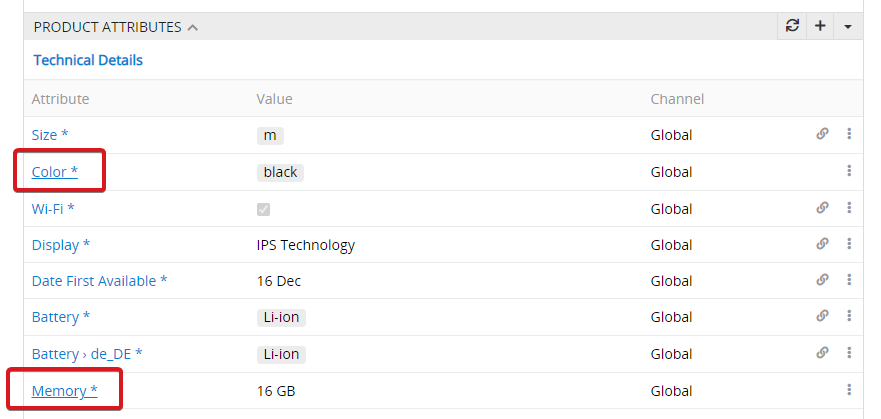 PRODUCT ATTRIBUTES
Technical Details
Attribute Value Channel
Size * m Global
Color * black Global
Wi-Fi * Global
Display * IPS Technology Global
Date First Available * 16 Dec Global
Battery * Li-ion Global
Battery › de_DE * Li-ion Global
Memory * 16 GB Global